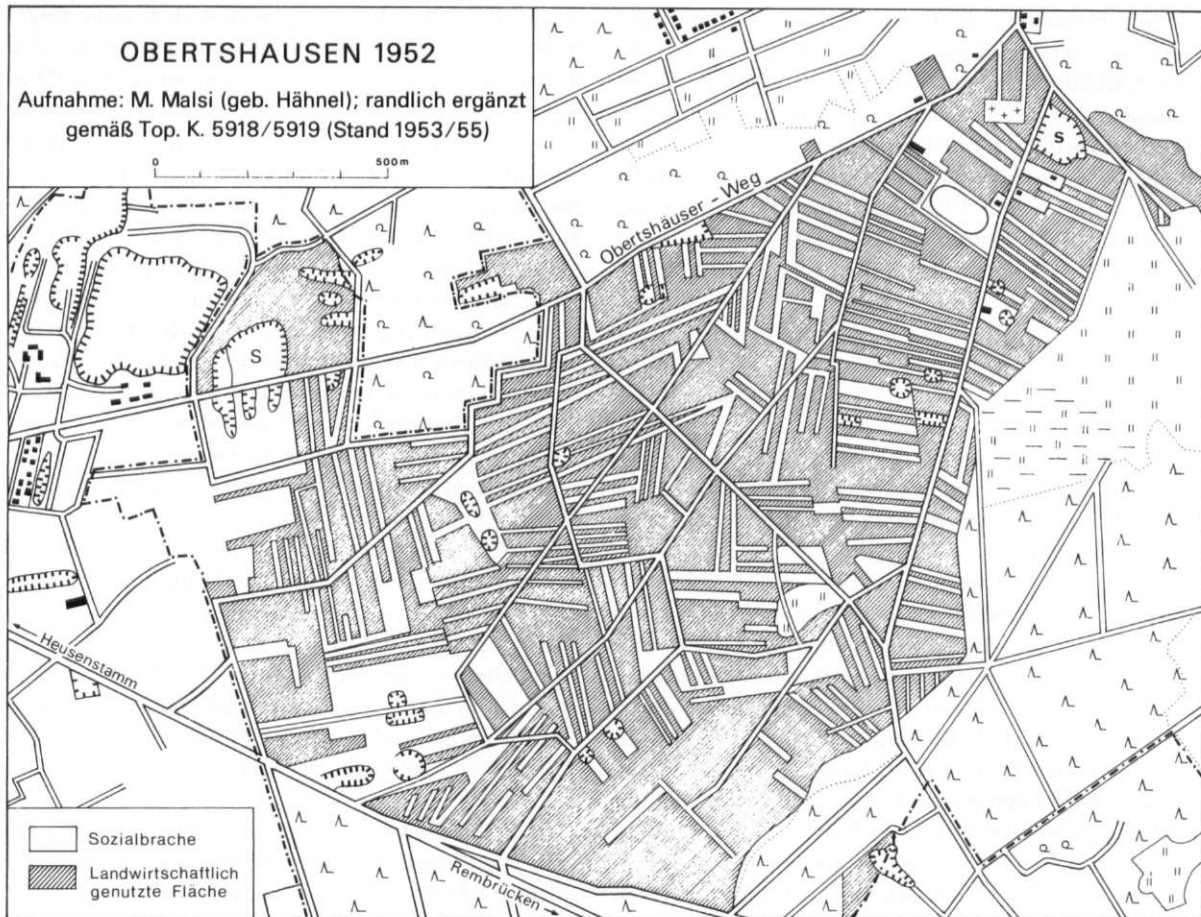 OBERTSHAUSEN 1952
Aufnahme: M. Malsi (geb. Hähnel); randlich ergänzt
gemäß Top. K. 5918/5919 (Stand 1953/55)
0 500m
S
Obertshäuser - Weg
S
Heusenstamm
Rembrücken
Sozialbrache
Landwirtschaftlich
genutzte Fläche